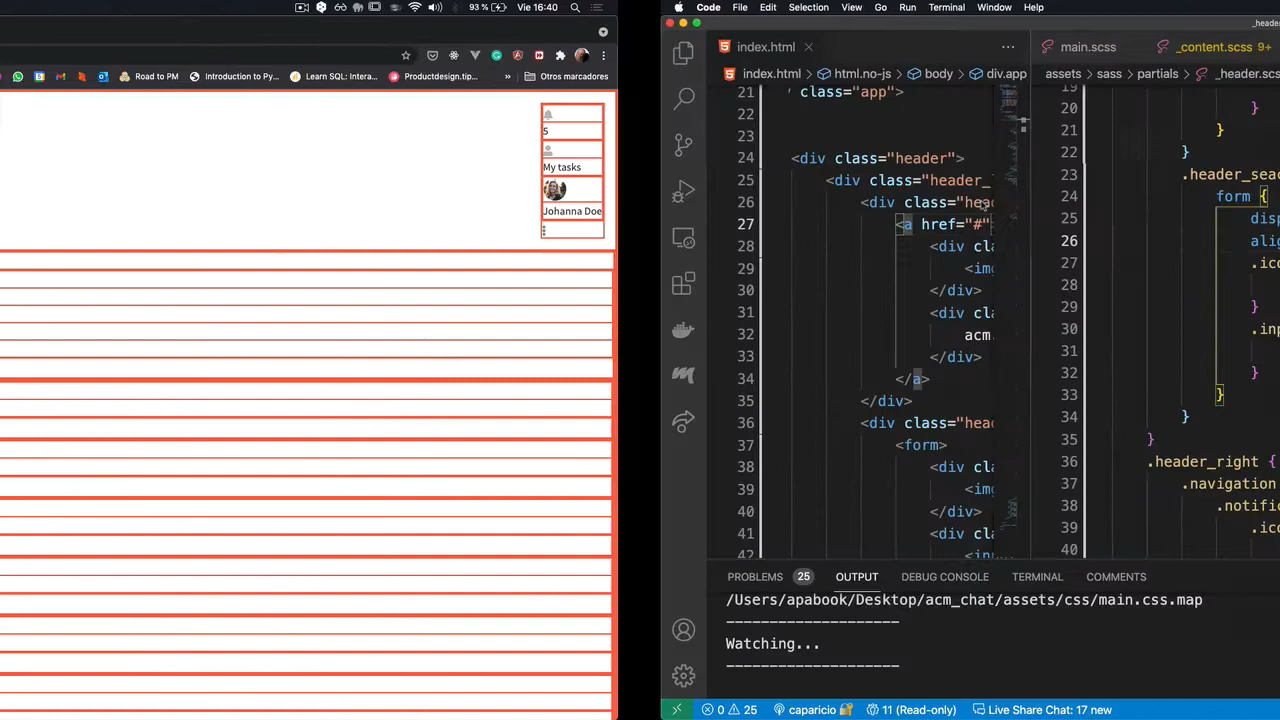 93 % Vie 16:40
Road to PM Introduction to Py... Learn SQL: Intera... Productdesign.tip... » Otros marcadores
5
My tasks
Johanna Doe
Code File Edit Selection View Go Run Terminal Window Help
_heade
index.html main.scss _content.scss 9+
index.html html.no-js body div.app
assets sass partials _header.scs
21 class="app">
22
23
24 <div class="header">
25 <div class="header_
26 <div class="head
27 <a href="#"
28 <div cl
29 <im
30 </div>
31 <div cl
32 acm
33 </div>
34 </a>
35 </div>
36 <div class="head
37 <form>
38 <div cl
39 <im
40 </div>
41 <div cl
42 <in
19
20 }
21 }
22 }
23 .header_sea
24 form {
25 disp
26 alig
27 .ico
28
29 }
30 .inp
31
32 }
33 }
34 }
35 }
36 .header_right {
37 .navigation
38 .notific
39 .ico
40
PROBLEMS 25 OUTPUT DEBUG CONSOLE TERMINAL COMMENTS
/Users/apabook/Desktop/acm_chat/assets/css/main.css.map
--------------------
Watching...
--------------------
0 25 caparicio 11 (Read-only) Live Share Chat: 17 new